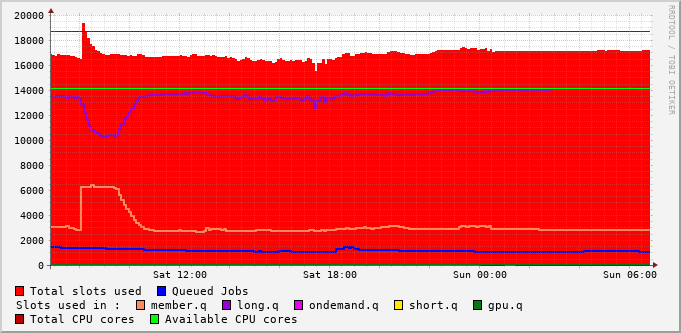 20000
18000
16000
14000
12000
10000
8000
6000
4000
2000
0
Sat 12:00 Sat 18:00 Sun 00:00 Sun 06:00
RRDTOOL / TOBI OETIKER
Total slots used Queued Jobs
Slots used in : member.q long.q ondemand.q short.q gpu.q
Total CPU cores Available CPU cores